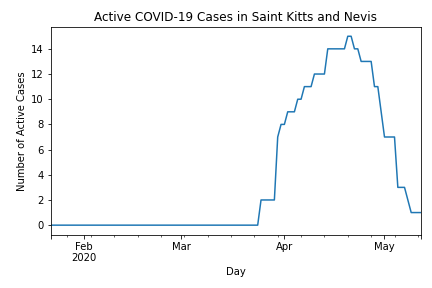 Active COVID-19 Cases in Saint Kitts and Nevis
Number of Active Cases
14
12
10
8
6
4
2
0
Feb
2020
Mar
Apr
May
Day